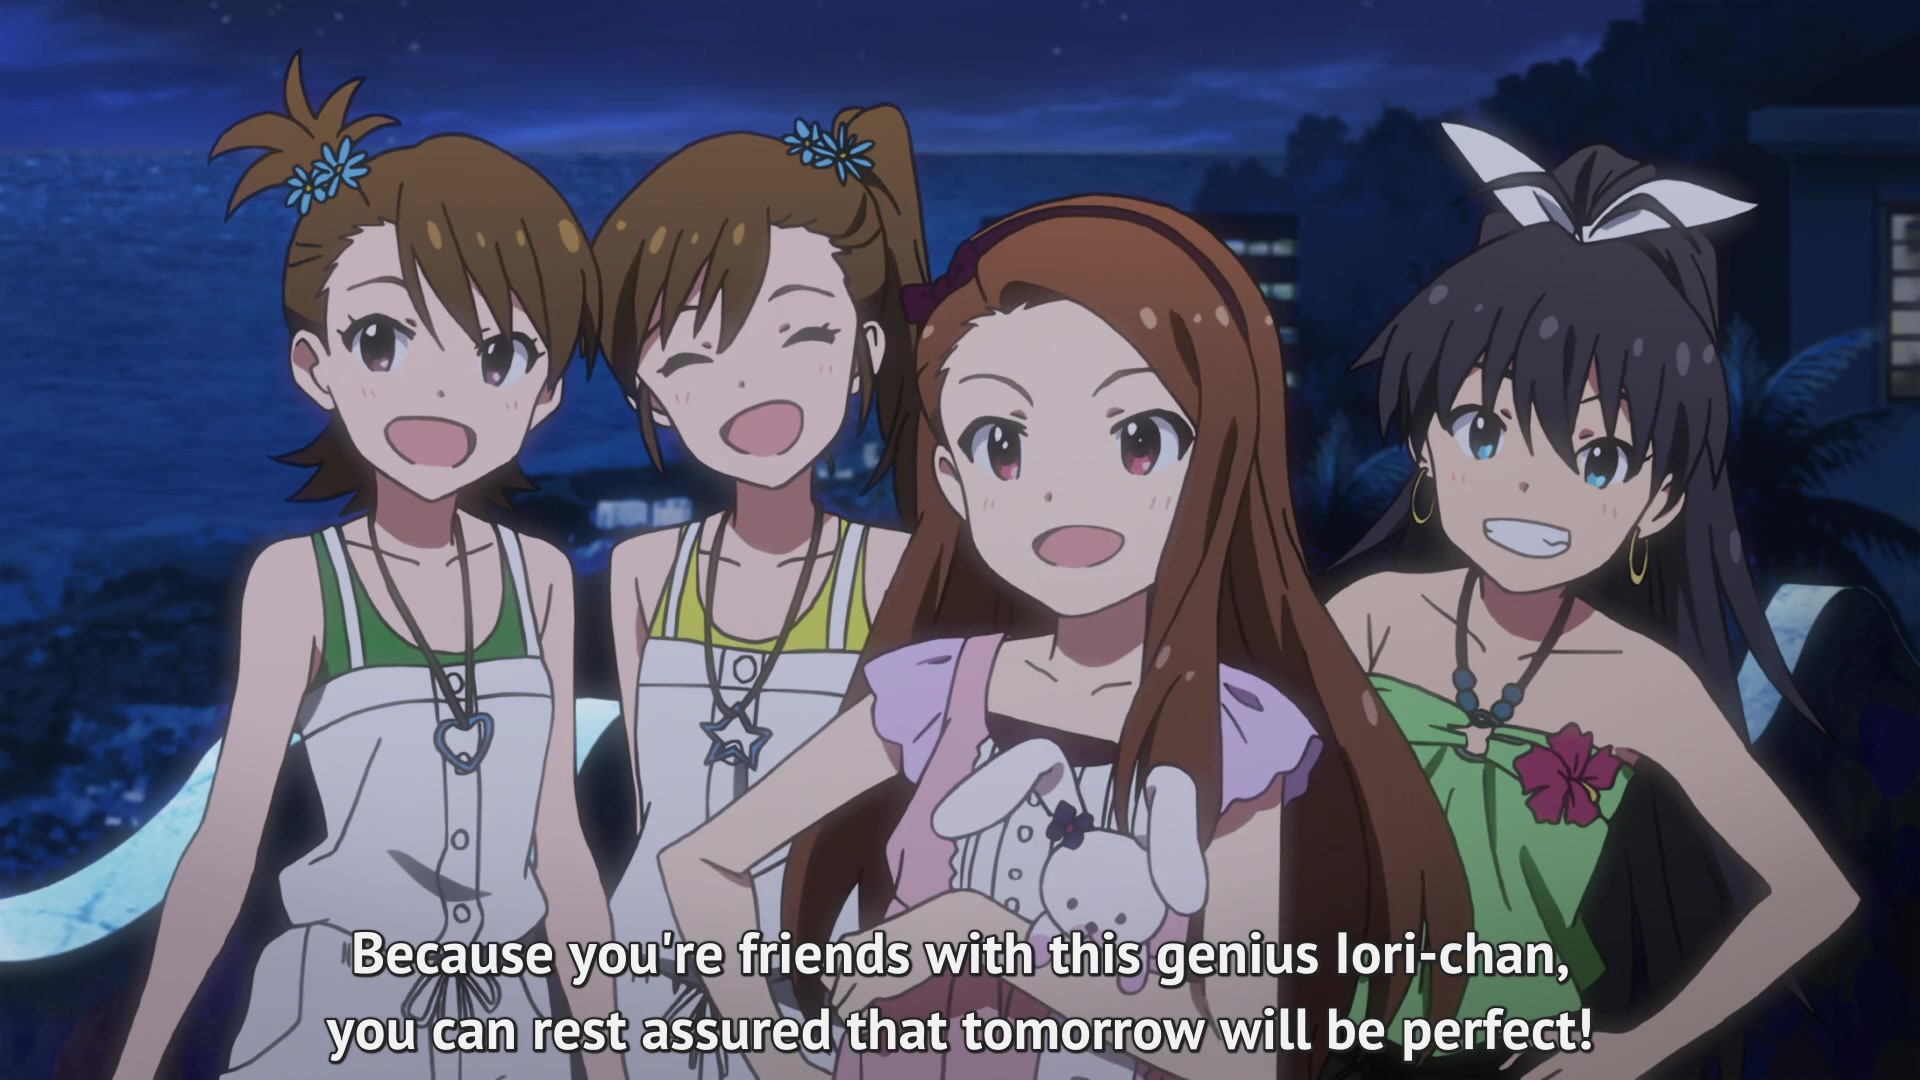 Because you're friends with this genius Iori-chan,
you can rest assured that tomorrow will be perfect!